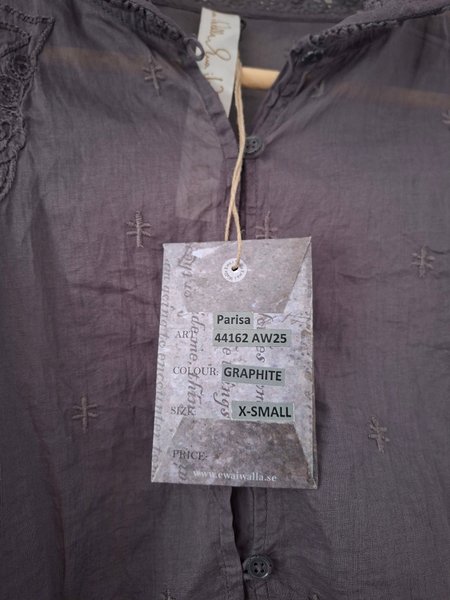 Parisa
ART: 44162 AW25
COLOUR: GRAPHITE
SIZE: X-SMALL
PRICE:
www.ewaiwalla.se